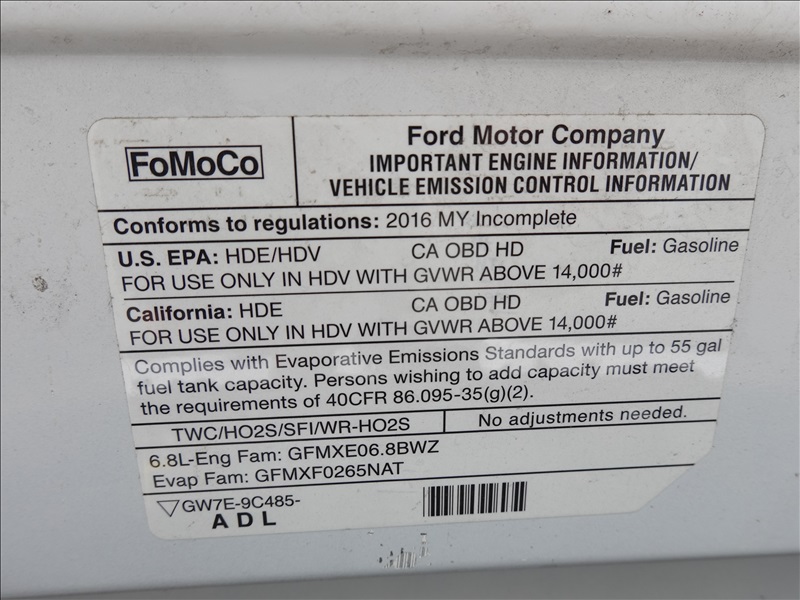 FoMoCo
Ford Motor Company
IMPORTANT ENGINE INFORMATION/
VEHICLE EMISSION CONTROL INFORMATION
Conforms to regulations: 2016 MY Incomplete
U.S. EPA: HDE/HDV CA OBD HD Fuel: Gasoline
FOR USE ONLY IN HDV WITH GVWR ABOVE 14,000#
California: HDE CA OBD HD Fuel: Gasoline
FOR USE ONLY IN HDV WITH GVWR ABOVE 14,000#
Complies with Evaporative Emissions Standards with up to 55 gal
fuel tank capacity. Persons wishing to add capacity must meet
the requirements of 40CFR 86.095-35(g)(2).
TWC/HO2S/SFI/WR-HO2S No adjustments needed.
6.8L-Eng Fam: GFMXE06.8BWZ
Evap Fam: GFMXF0265NAT
GW7E-9C485-
A D L